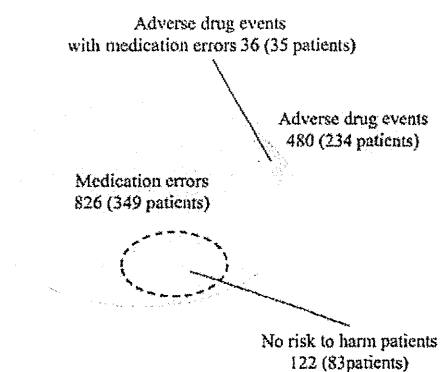 Adverse drug events
with medication errors 36 (35 patients)
Adverse drug events
480 (234 patients)
Medication errors
826 (349 patients)
No risk to harm patients
122 (83patients)